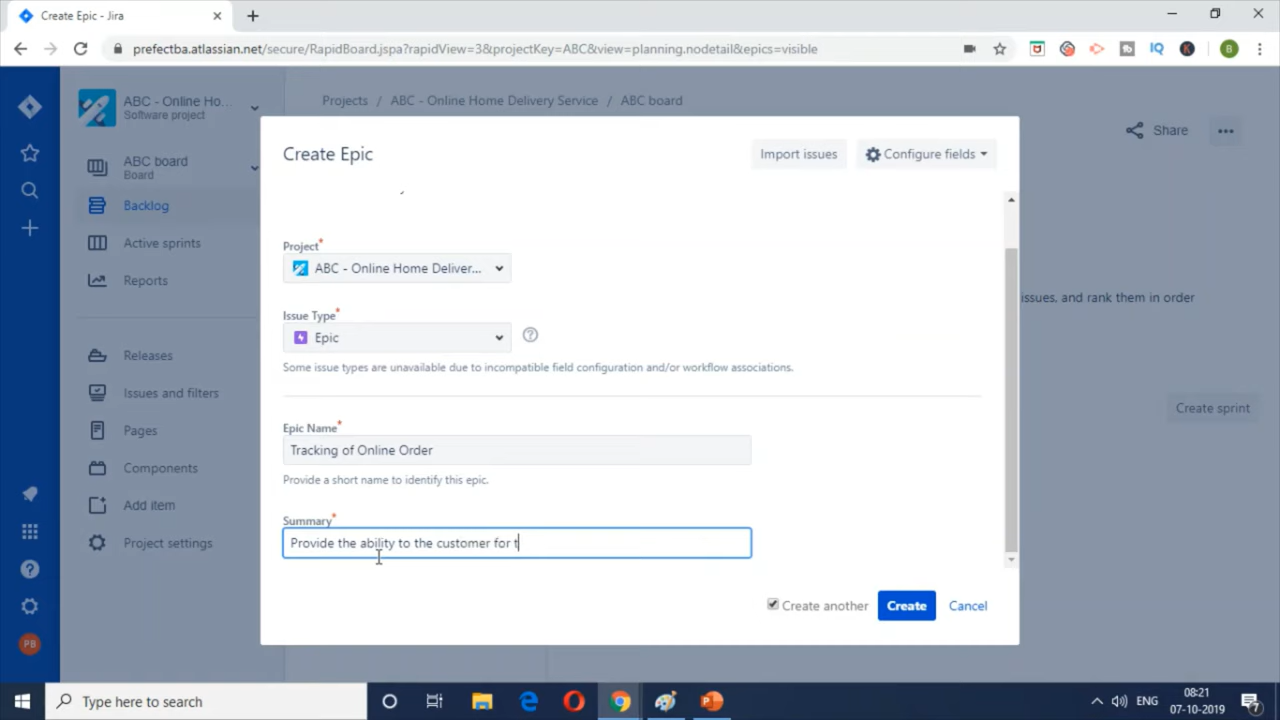 Create Epic - Jira
prefectba.atlassian.net/secure/RapidBoard.jspa?rapidView=3&projectKey=ABC&view=planning.nodetail&epics=visible
IQ
K
B
ABC - Online Ho...
Software project
Projects / ABC - Online Home Delivery Service / ABC board
Share
ABC board
Board
Backlog
Active sprints
Reports
Releases
Issues and filters
Pages
Components
Add item
Project settings
PB
Create Epic
Import issues
Configure fields
Project*
ABC - Online Home Deliver...
issues, and rank them in order
Issue Type*
Epic
Some issue types are unavailable due to incompatible field configuration and/or workflow associations.
Create sprint
Epic Name*
Tracking of Online Order
Provide a short name to identify this epic.
Summary*
Provide the ability to the customer for t
Create another
Create
Cancel
Type here to search
ENG
08:21
07-10-2019
7